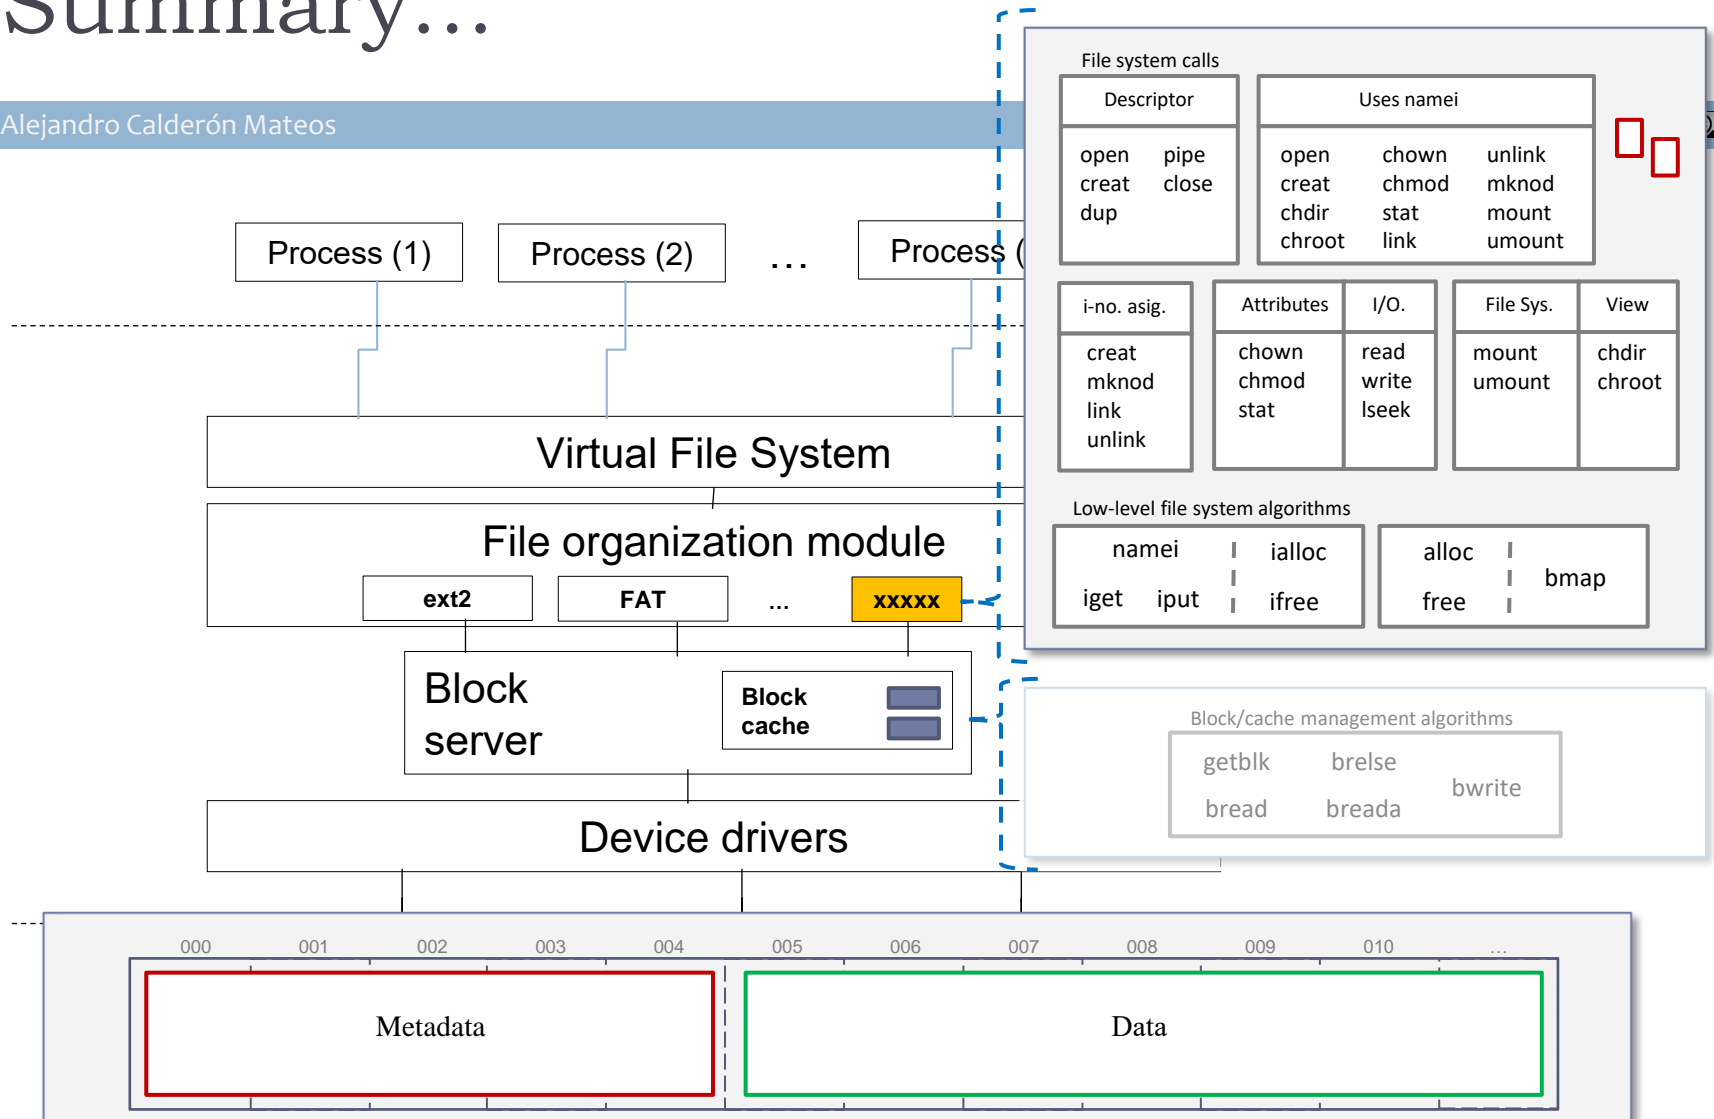 Summary...
Alejandro Calderón Mateos
File system calls
Descriptor
open pipe
creat close
dup
Uses namei
open chown unlink
creat chmod mknod
chdir stat mount
chroot link umount
i-no. asig.
creat
mknod
link
unlink
Attributes
chown
chmod
stat
I/O.
read
write
lseek
File Sys.
mount
umount
View
chdir
chroot
Low-level file system algorithms
namei ialloc
iget iput ifree
alloc
free
bmap
Process (1) Process (2) ... Process (
Virtual File System
File organization module
ext2 FAT ... xxxxx
Block
server
Block
cache
Block/cache management algorithms
getblk brelse
bwrite
bread breada
Device drivers
000 001 002 003 004 005 006 007 008 009 010 ...
Metadata Data